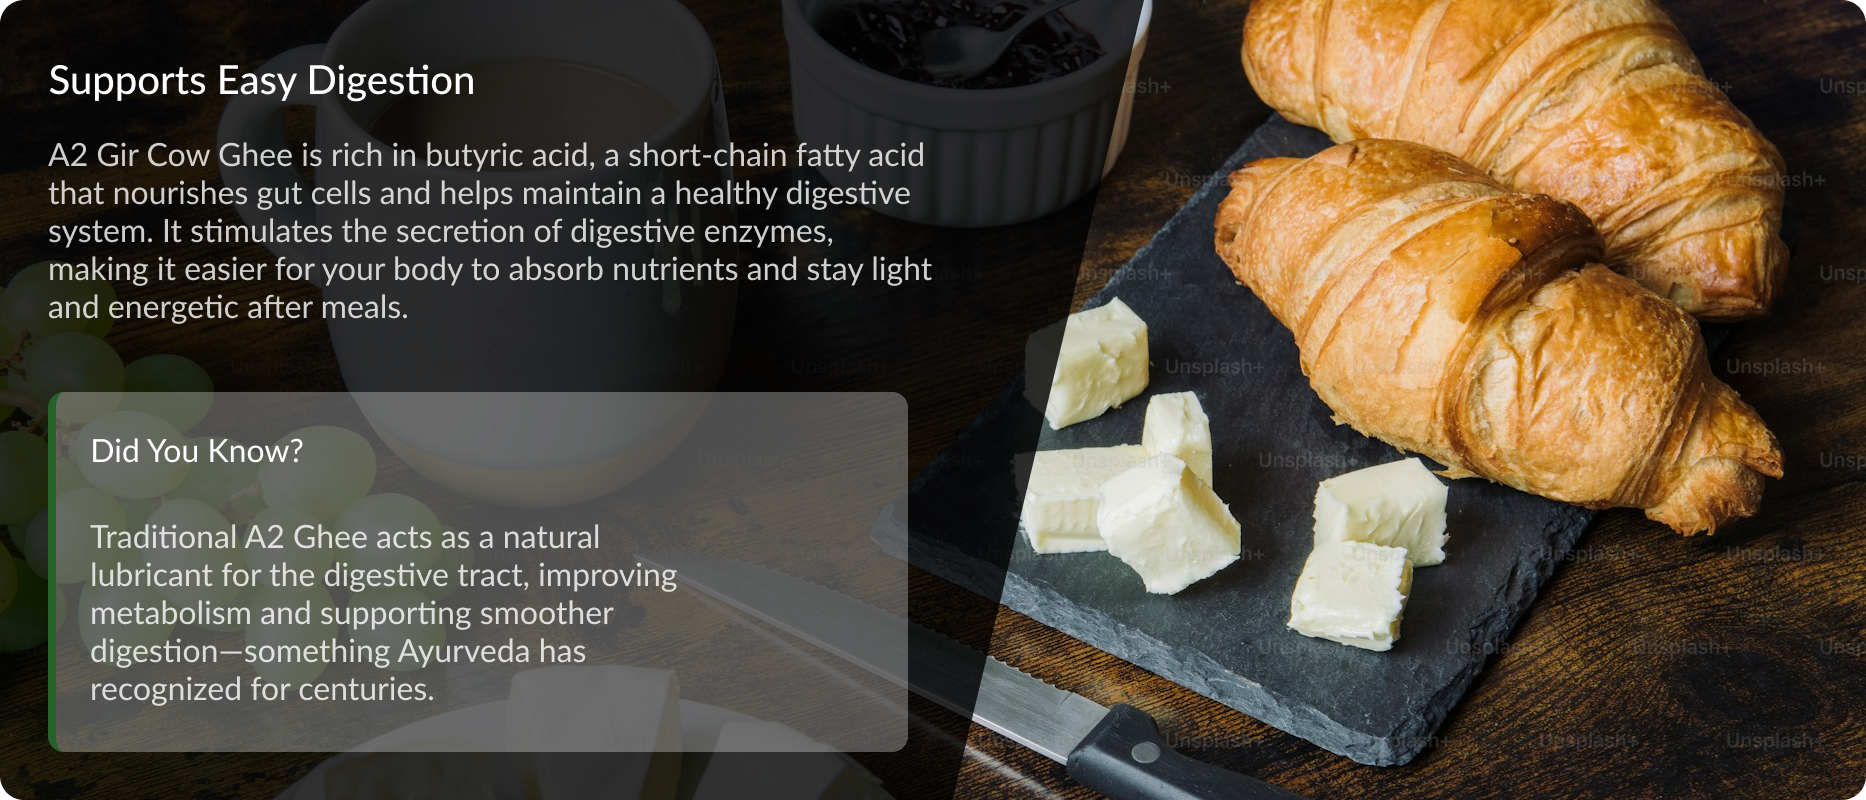 Supports Easy Digestion
A2 Gir Cow Ghee is rich in butyric acid, a short-chain fatty acid
that nourishes gut cells and helps maintain a healthy digestive
system. It stimulates the secretion of digestive enzymes,
making it easier for your body to absorb nutrients and stay light
and energetic after meals.
Did You Know?
Traditional A2 Ghee acts as a natural
lubricant for the digestive tract, improving
metabolism and supporting smoother
digestion—something Ayurveda has
recognized for centuries.
Unsplash+